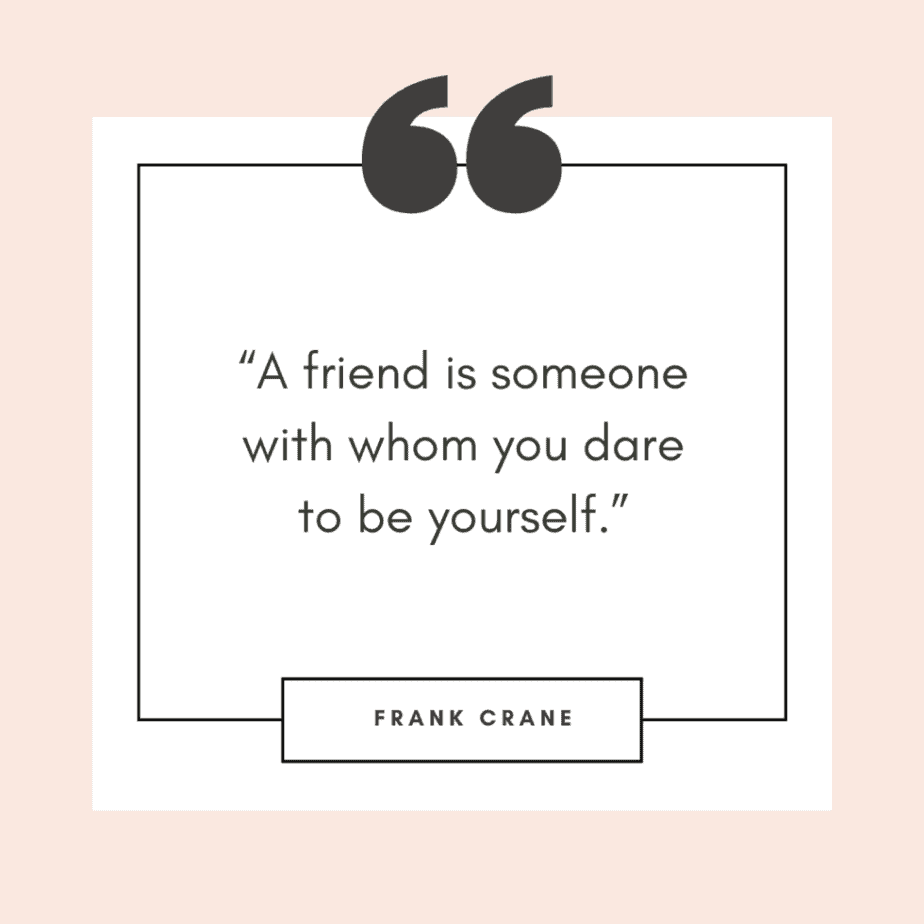 “A friend is someone
with whom you dare
to be yourself.”
FRANK CRANE